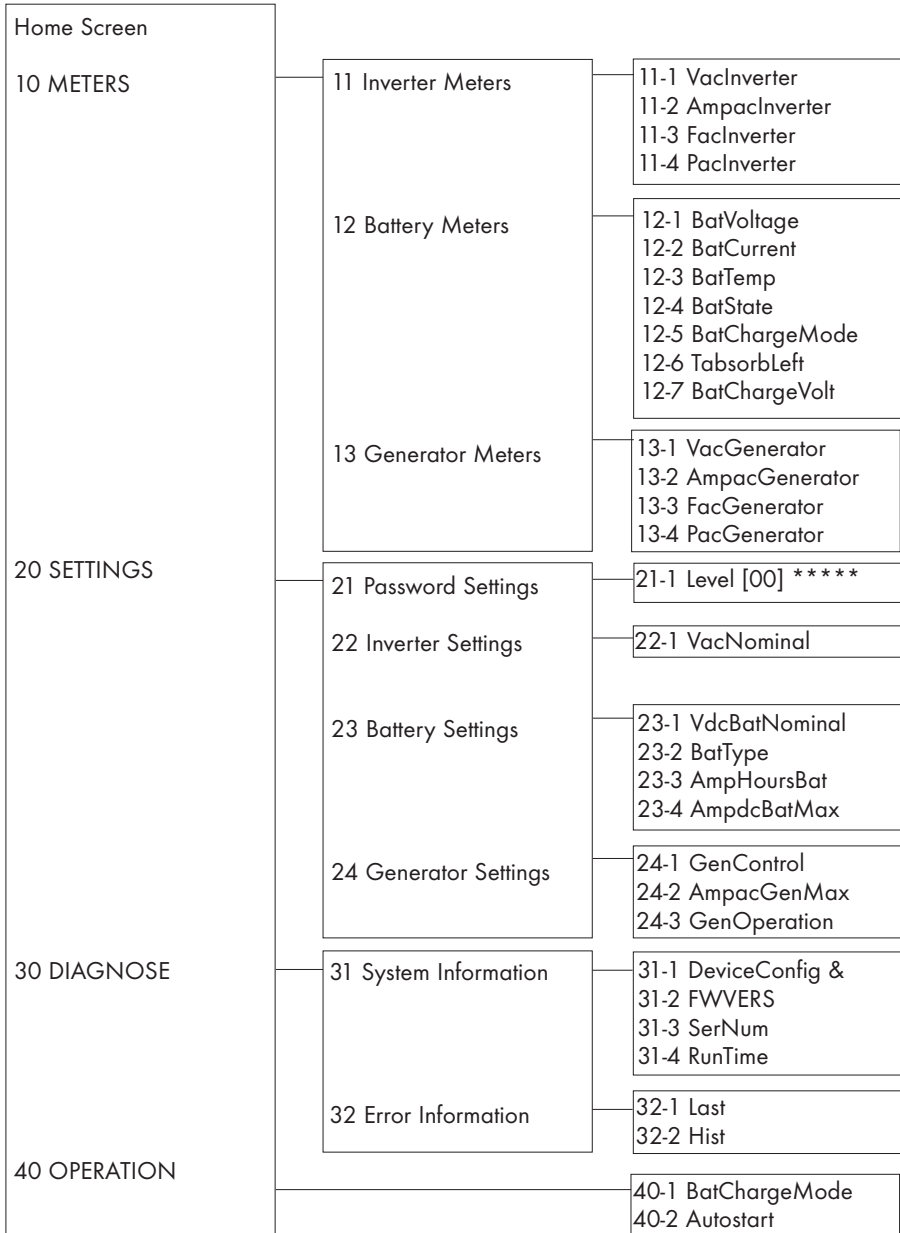 Home Screen
10 METERS
11 Inverter Meters
11-1 VacInverter
11-2 AmpacInverter
11-3 FacInverter
11-4 PacInverter
12 Battery Meters
12-1 BatVoltage
12-2 BatCurrent
12-3 BatTemp
12-4 BatState
12-5 BatChargeMode
12-6 TabsorbLeft
12-7 BatChargeVolt
13 Generator Meters
13-1 VacGenerator
13-2 AmpacGenerator
13-3 FacGenerator
13-4 PacGenerator
20 SETTINGS
21 Password Settings
21-1 Level [00] *****
22 Inverter Settings
22-1 VacNominal
23 Battery Settings
23-1 VdcBatNominal
23-2 BatType
23-3 AmpHoursBat
23-4 AmpdcBatMax
24 Generator Settings
24-1 GenControl
24-2 AmpacGenMax
24-3 GenOperation
30 DIAGNOSE
31 System Information
31-1 DeviceConfig &
31-2 FWVERS
31-3 SerNum
31-4 RunTime
32 Error Information
32-1 Last
32-2 Hist
40 OPERATION
40-1 BatChargeMode
40-2 Autostart